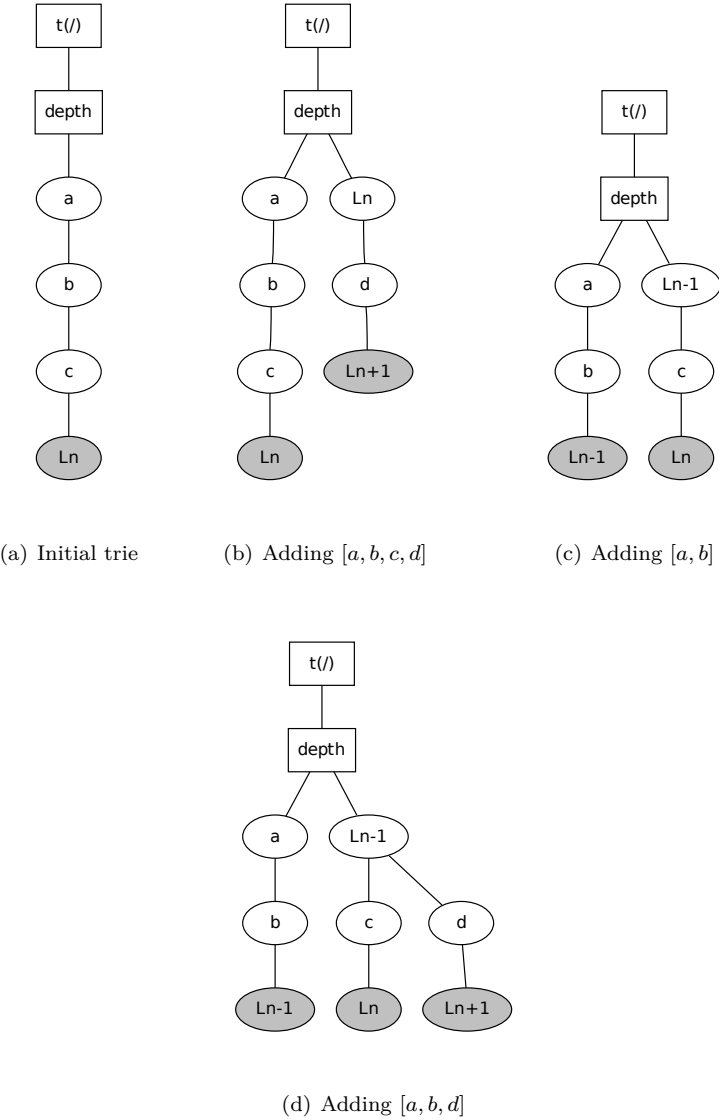 t(/)
depth
a
b
c
Ln
(a) Initial trie
t(/)
depth
a Ln
b d
c Ln+1
Ln
(b) Adding [a, b, c, d]
t(/)
depth
a Ln-1
b c
Ln-1 Ln
(c) Adding [a, b]
t(/)
depth
a Ln-1
b c d
Ln-1 Ln Ln+1
(d) Adding [a, b, d]